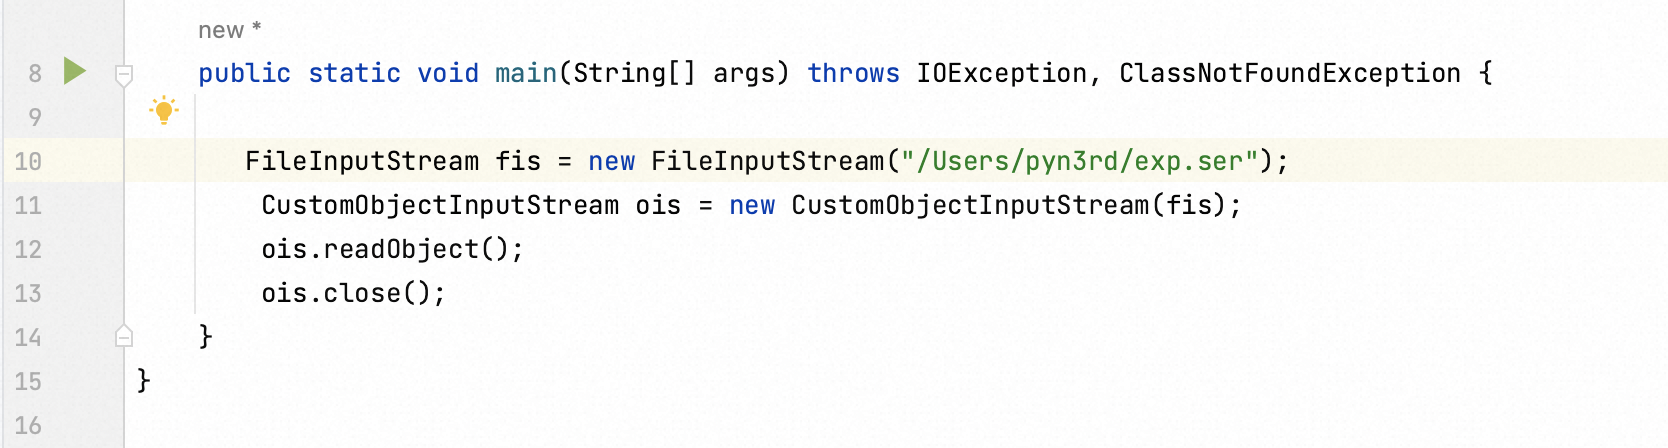 new *
8 public static void main(String[] args) throws IOException, ClassNotFoundException {
9
10 FileInputStream fis = new FileInputStream("/Users/pyn3rd/exp.ser");
11 CustomObjectInputStream ois = new CustomObjectInputStream(fis);
12 ois.readObject();
13 ois.close();
14 }
15 }
16